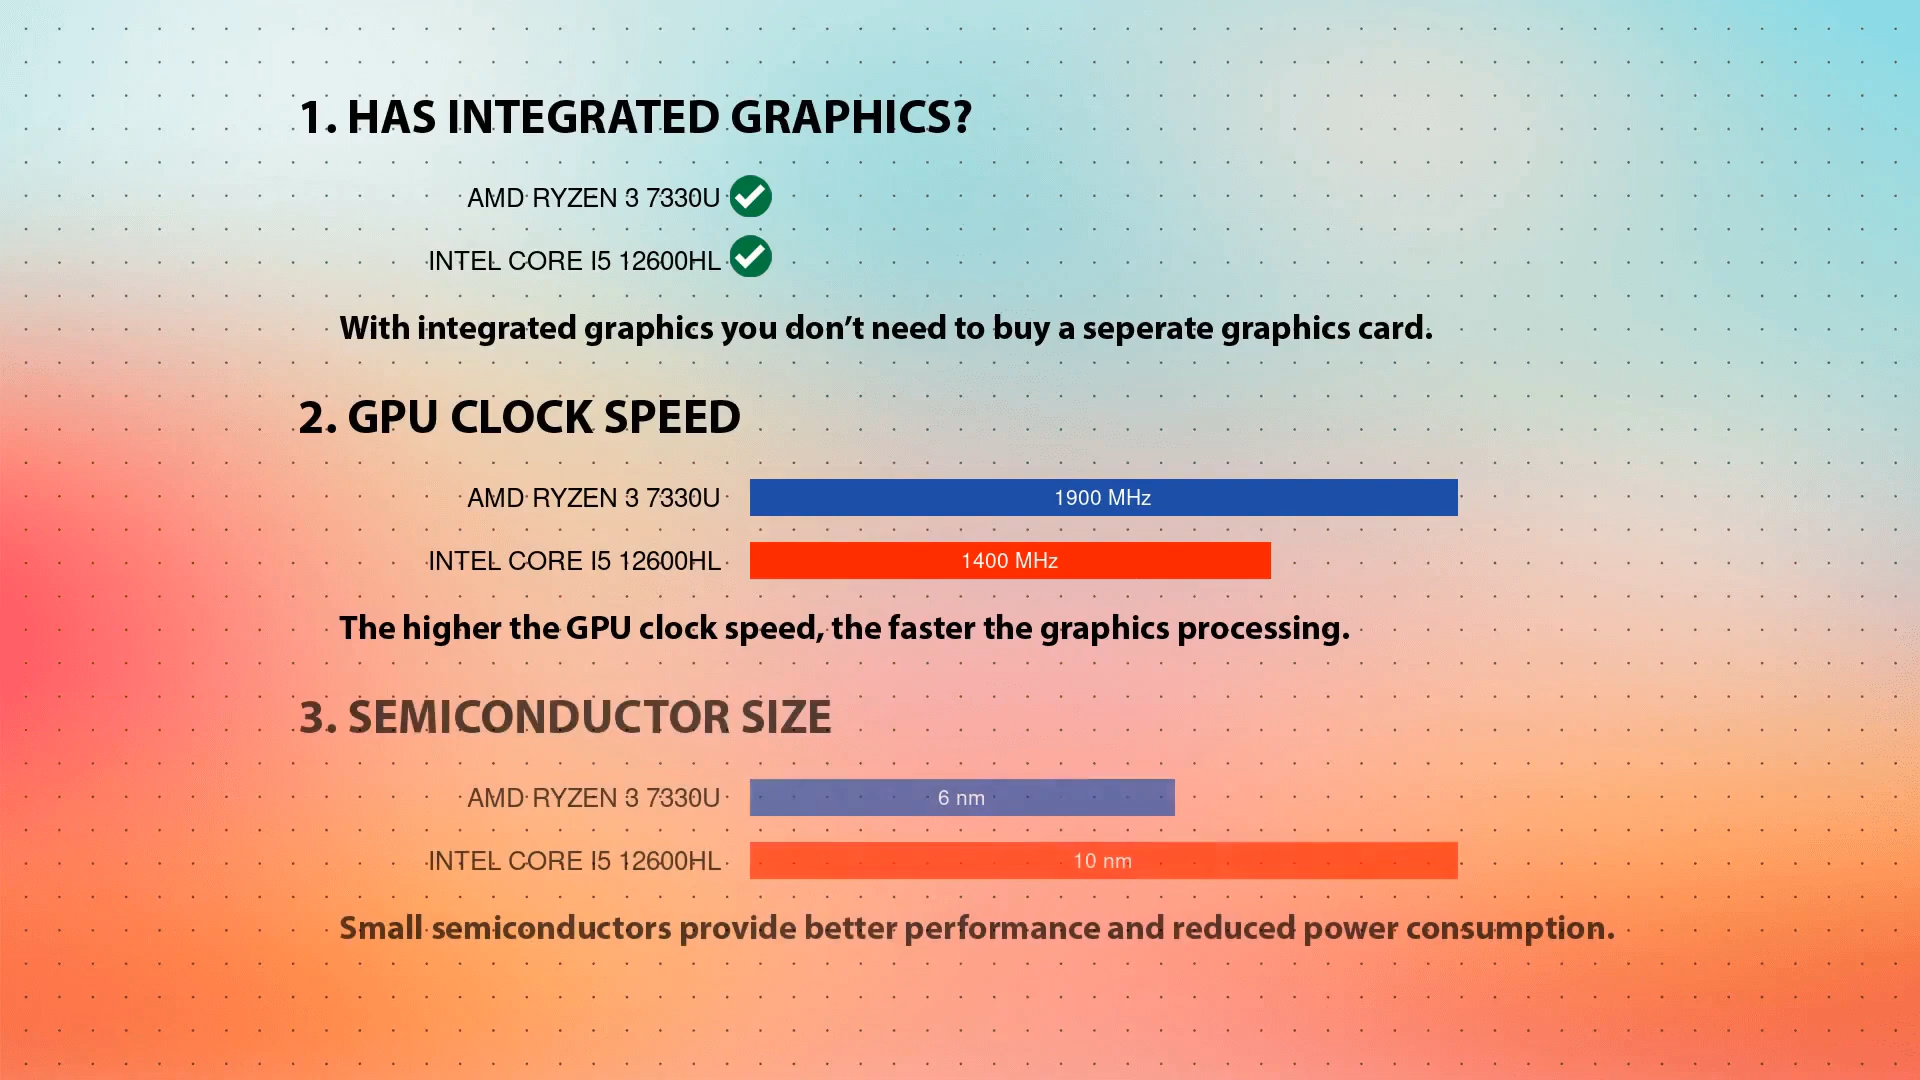 1. HAS INTEGRATED GRAPHICS?
AMD RYZEN 3 7330U
INTEL CORE I5 12600HL
With integrated graphics you don’t need to buy a seperate graphics card.
2. GPU CLOCK SPEED
AMD RYZEN 3 7330U 1900 MHz
INTEL CORE I5 12600HL 1400 MHz
The higher the GPU clock speed, the faster the graphics processing.
3. SEMICONDUCTOR SIZE
AMD RYZEN 3 7330U 6 nm
INTEL CORE I5 12600HL 10 nm
Small semiconductors provide better performance and reduced power consumption.